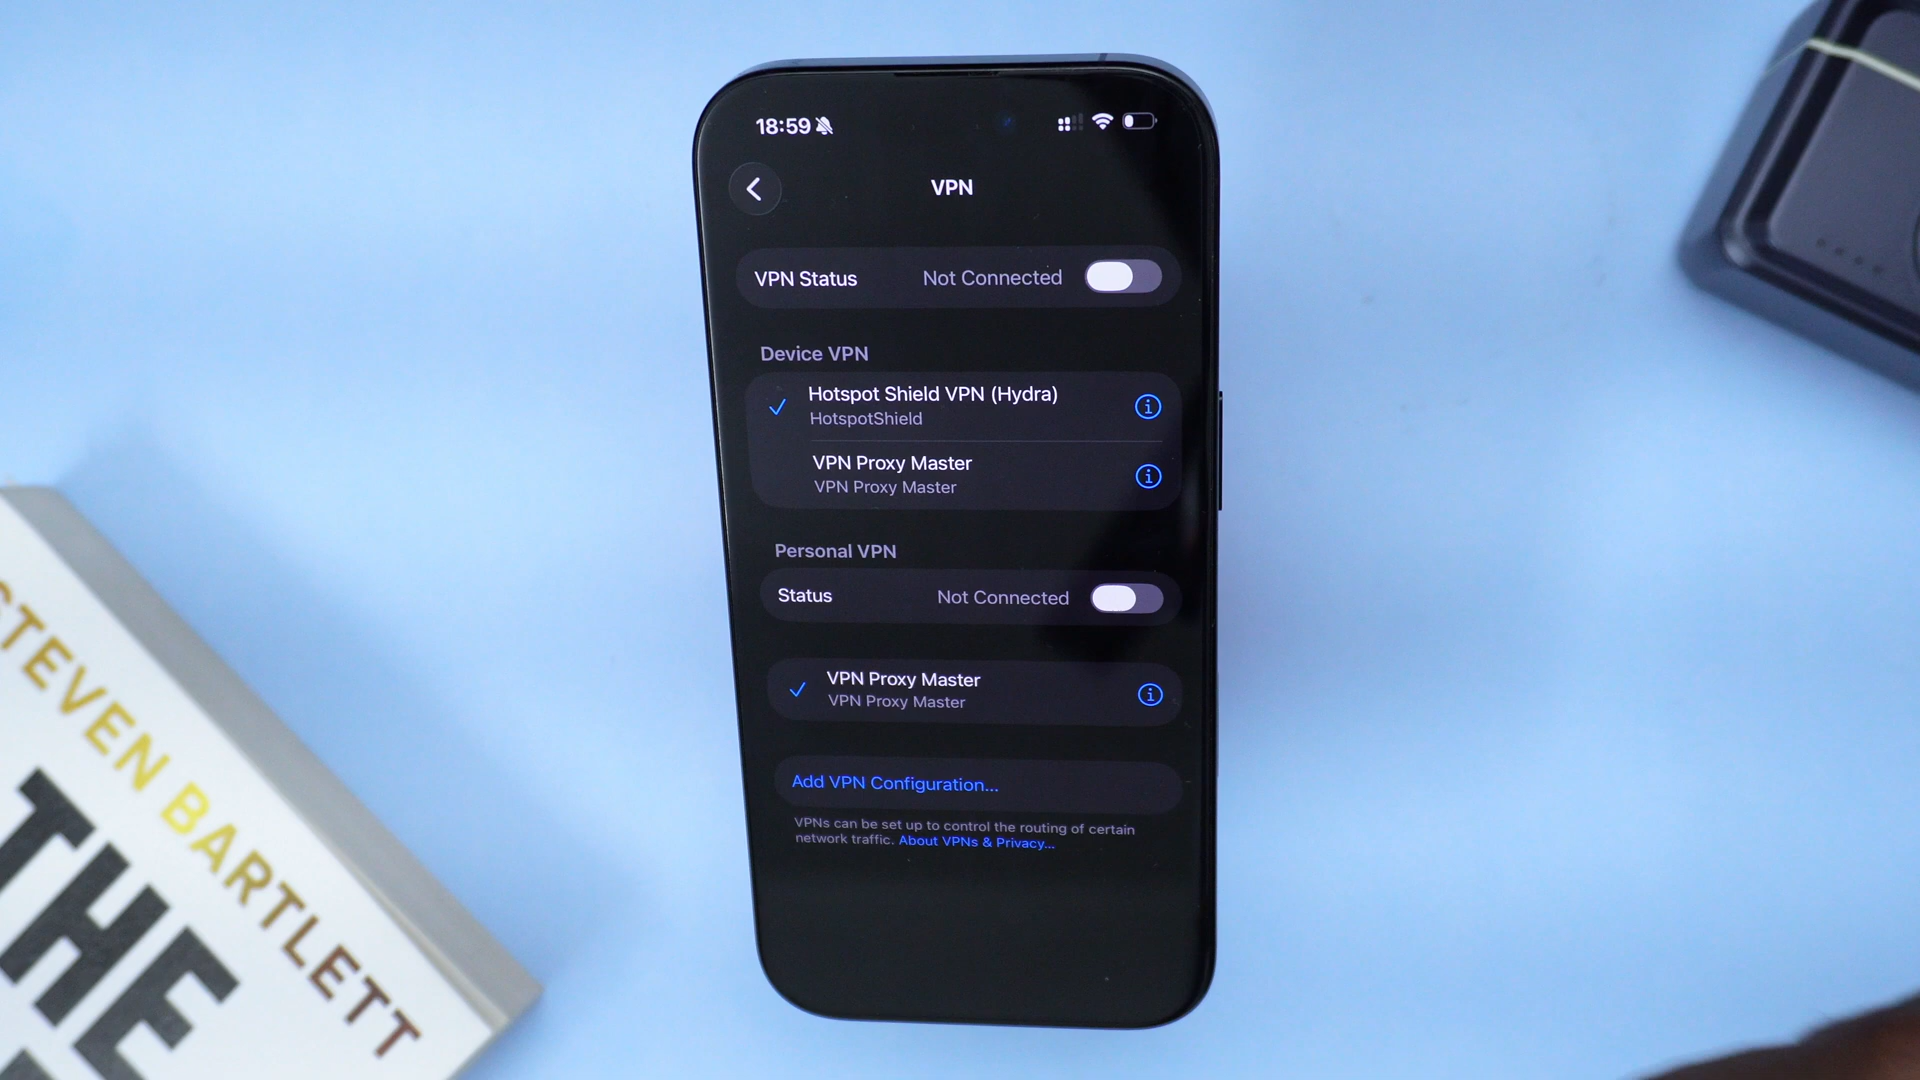 18:59
VPN
VPN Status Not Connected
Device VPN
Hotspot Shield VPN (Hydra)
HotspotShield
VPN Proxy Master
VPN Proxy Master
Personal VPN
Status Not Connected
VPN Proxy Master
VPN Proxy Master
Add VPN Configuration...
VPNs can be set up to control the routing of certain
network traffic. About VPNs & Privacy...
STEVEN BARTLETT
THE